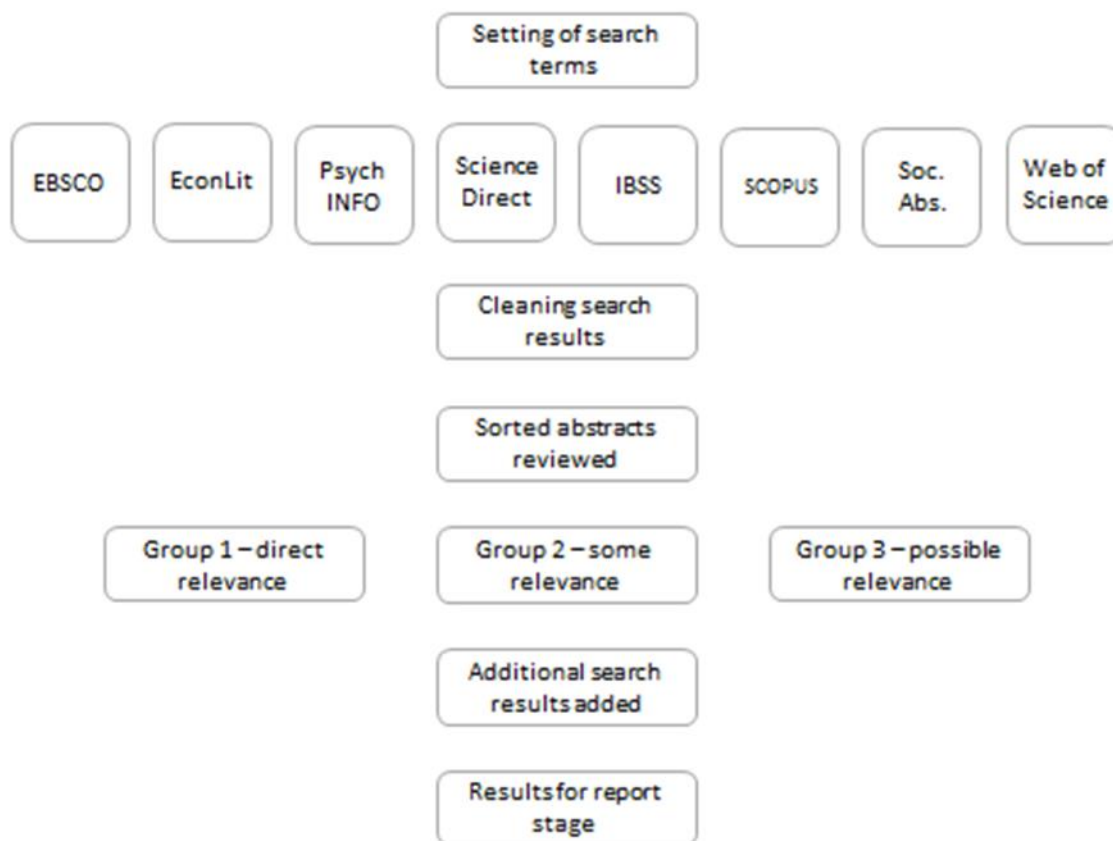 Setting of search
terms
EBSCO
EconLit
Psych
INFO
Science
Direct
IBSS
SCOPUS
Soc.
Abs.
Web of
Science
Cleaning search
results
Sorted abstracts
reviewed
Group 1 – direct
relevance
Group 2 – some
relevance
Group 3 – possible
relevance
Additional search
results added
Results for report
stage